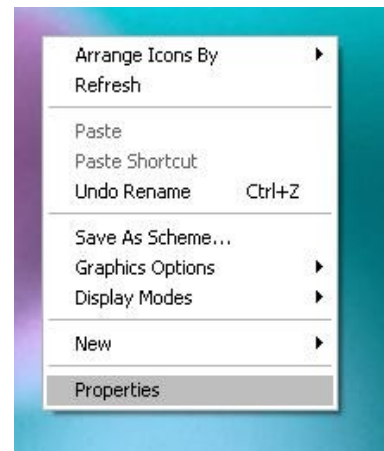 Arrange Icons By
Refresh
Paste
Paste Shortcut
Undo Rename Ctrl+Z
Save As Scheme...
Graphics Options
Display Modes
New
Properties